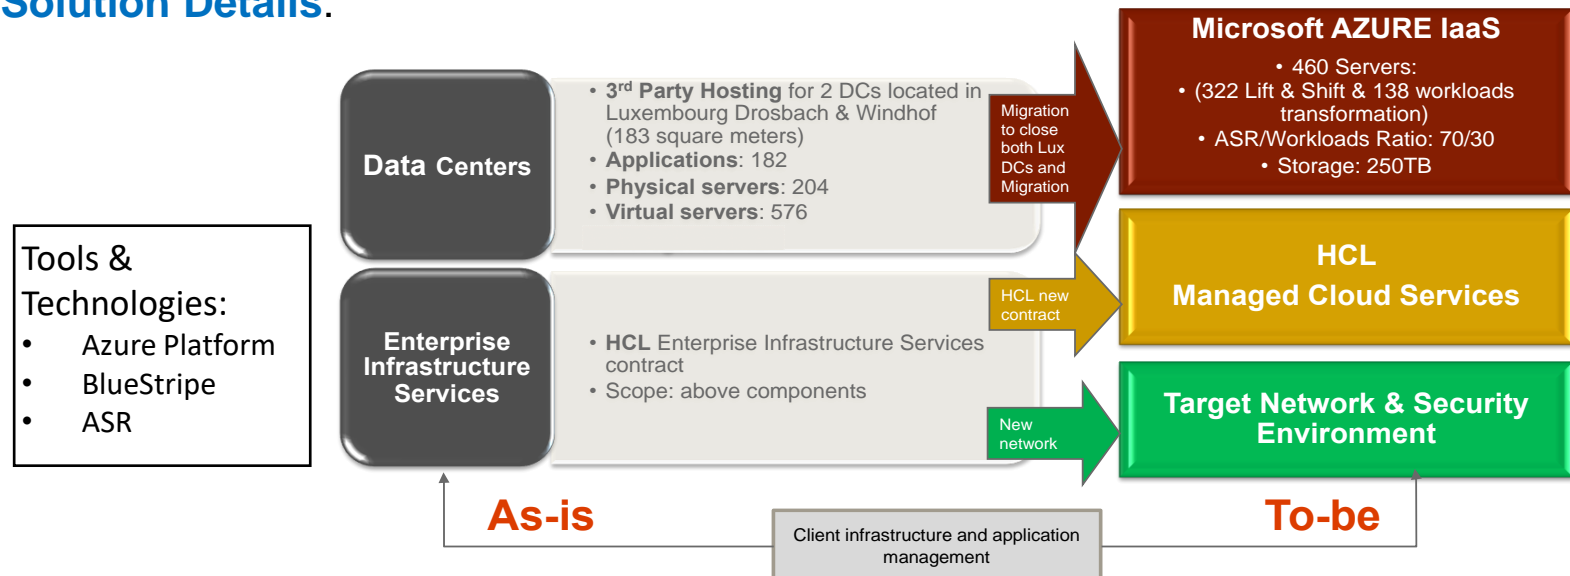 Solution Details.
Tools &
Technologies:
• Azure Platform
• BlueStripe
• ASR
Data Centers
• 3rd Party Hosting for 2 DCs located in
Luxembourg Drosbach & Windhof
(183 square meters)
• Applications: 182
• Physical servers: 204
• Virtual servers: 576
Migration
to close
both Lux
DCs and
Migration
Microsoft AZURE IaaS
• 460 Servers:
• (322 Lift & Shift & 138 workloads
transformation)
• ASR/Workloads Ratio: 70/30
• Storage: 250TB
Enterprise
Infrastructure
Services
• HCL Enterprise Infrastructure Services
contract
• Scope: above components
HCL new
contract
HCL
Managed Cloud Services
New
network
Target Network & Security
Environment
As-is
Client infrastructure and application
management
To-be